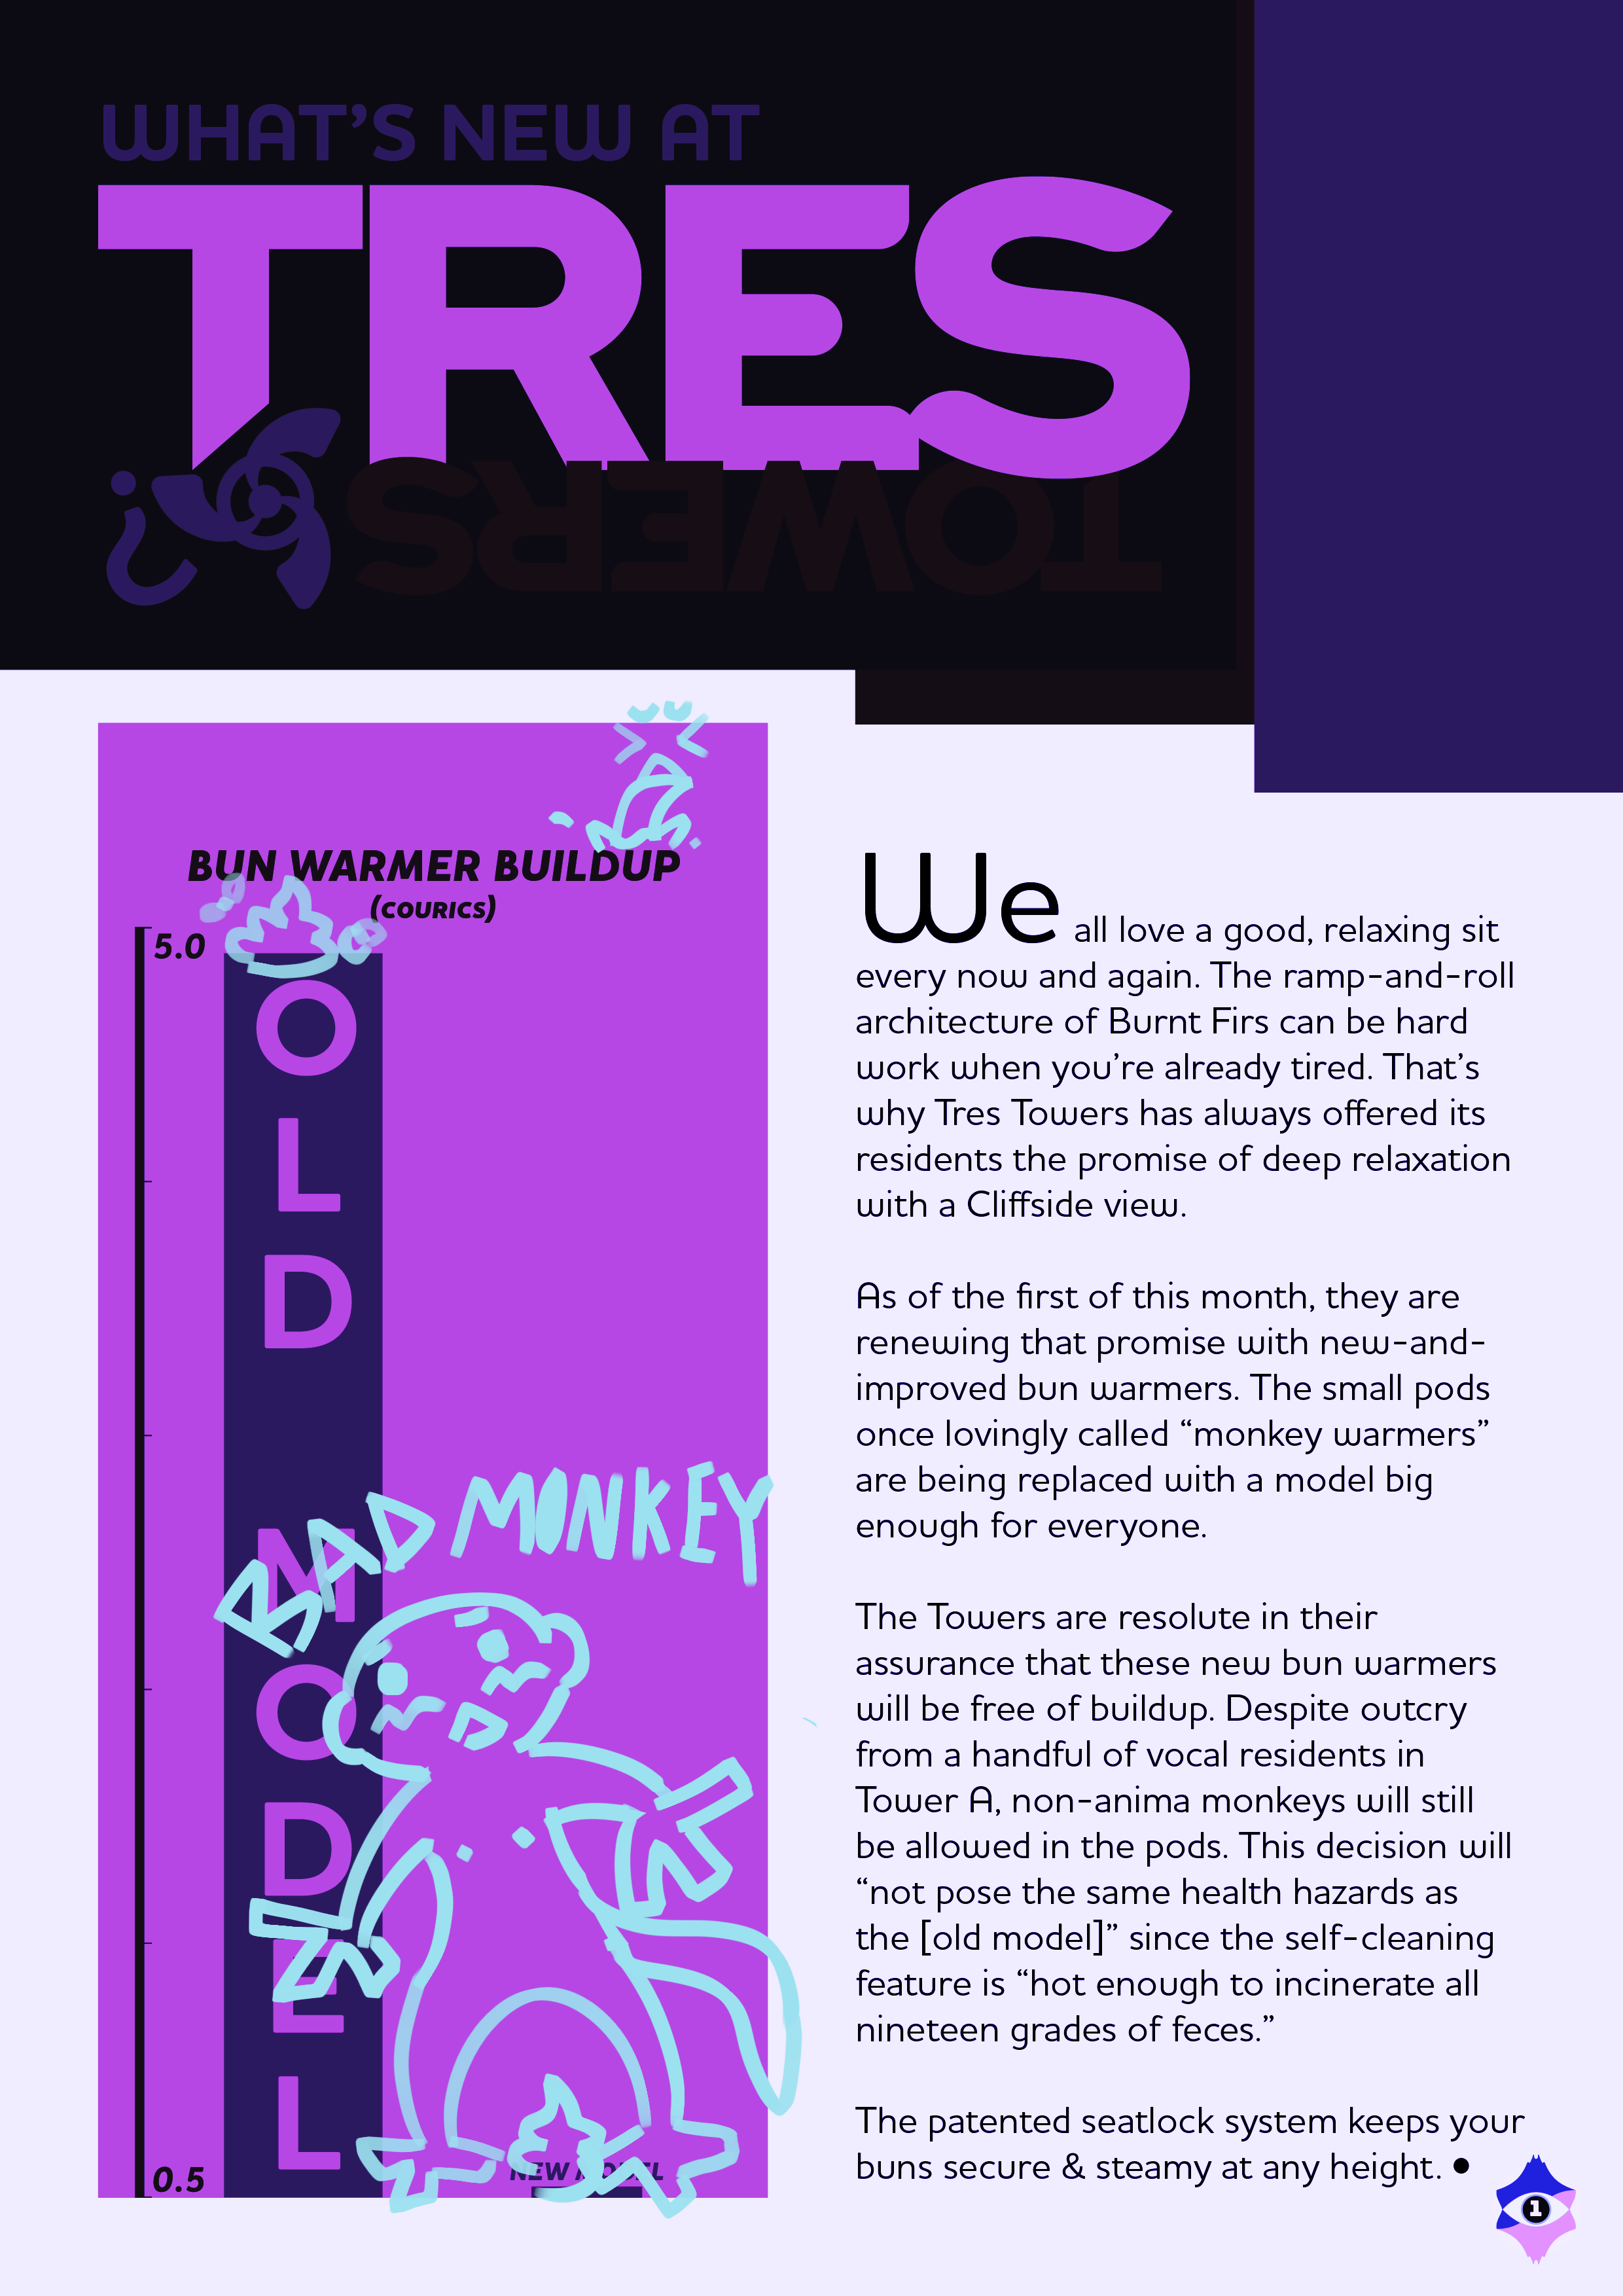 WHAT'S NEW AT
TRES
TOWERS
¿
BUN WARMER BUILDUP
(COURICS)
5.0
OLD MODEL
BAD MONKEY
NEW MODEL
0.5
We all love a good, relaxing sit
every now and again. The ramp-and-roll
architecture of Burnt Firs can be hard
work when you’re already tired. That’s
why Tres Towers has always offered its
residents the promise of deep relaxation
with a Cliffside view.
As of the first of this month, they are
renewing that promise with new-and-
improved bun warmers. The small pods
once lovingly called “monkey warmers”
are being replaced with a model big
enough for everyone.
The Towers are resolute in their
assurance that these new bun warmers
will be free of buildup. Despite outcry
from a handful of vocal residents in
Tower A, non-anima monkeys will still
be allowed in the pods. This decision will
“not pose the same health hazards as
the [old model]” since the self-cleaning
feature is “hot enough to incinerate all
nineteen grades of feces.”
The patented seatlock system keeps your
buns secure & steamy at any height. •
1